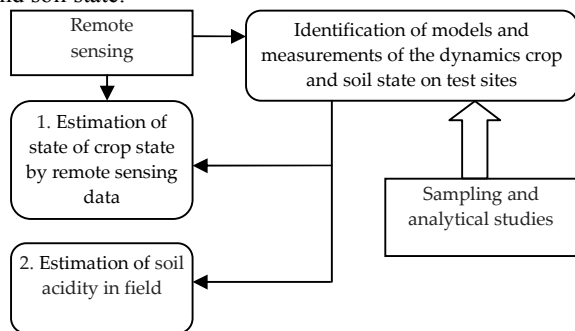 and soil state.
Remote
sensing
Identification of models and
measurements of the dynamics crop
and soil state on test sites
1. Estimation of
state of crop state
by remote sensing
data
Sampling and
analytical studies
2. Estimation of soil
acidity in field